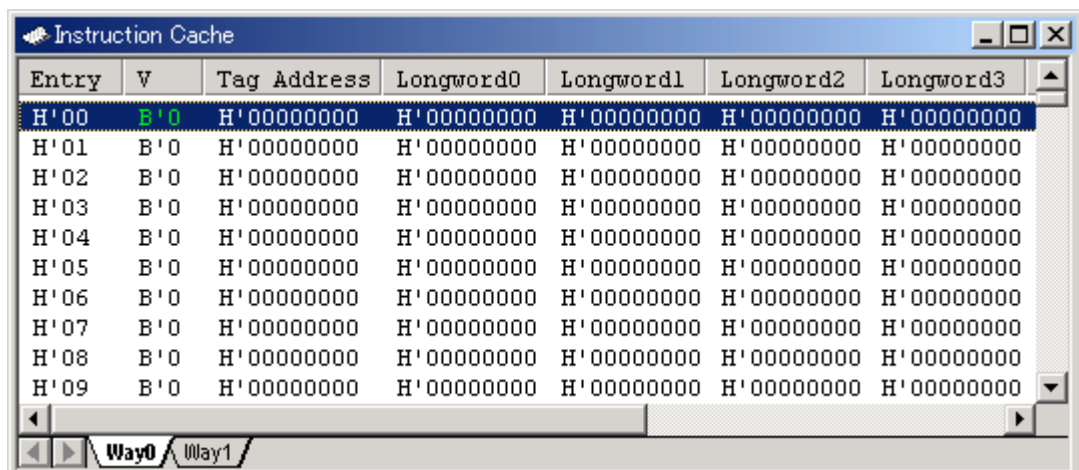 Instruction Cache
Entry V Tag Address Longword0 Longword1 Longword2 Longword3
H'00 B'0 H'00000000 H'00000000 H'00000000 H'00000000 H'00000000
H'01 B'0 H'00000000 H'00000000 H'00000000 H'00000000 H'00000000
H'02 B'0 H'00000000 H'00000000 H'00000000 H'00000000 H'00000000
H'03 B'0 H'00000000 H'00000000 H'00000000 H'00000000 H'00000000
H'04 B'0 H'00000000 H'00000000 H'00000000 H'00000000 H'00000000
H'05 B'0 H'00000000 H'00000000 H'00000000 H'00000000 H'00000000
H'06 B'0 H'00000000 H'00000000 H'00000000 H'00000000 H'00000000
H'07 B'0 H'00000000 H'00000000 H'00000000 H'00000000 H'00000000
H'08 B'0 H'00000000 H'00000000 H'00000000 H'00000000 H'00000000
H'09 B'0 H'00000000 H'00000000 H'00000000 H'00000000 H'00000000
Way0 Way1